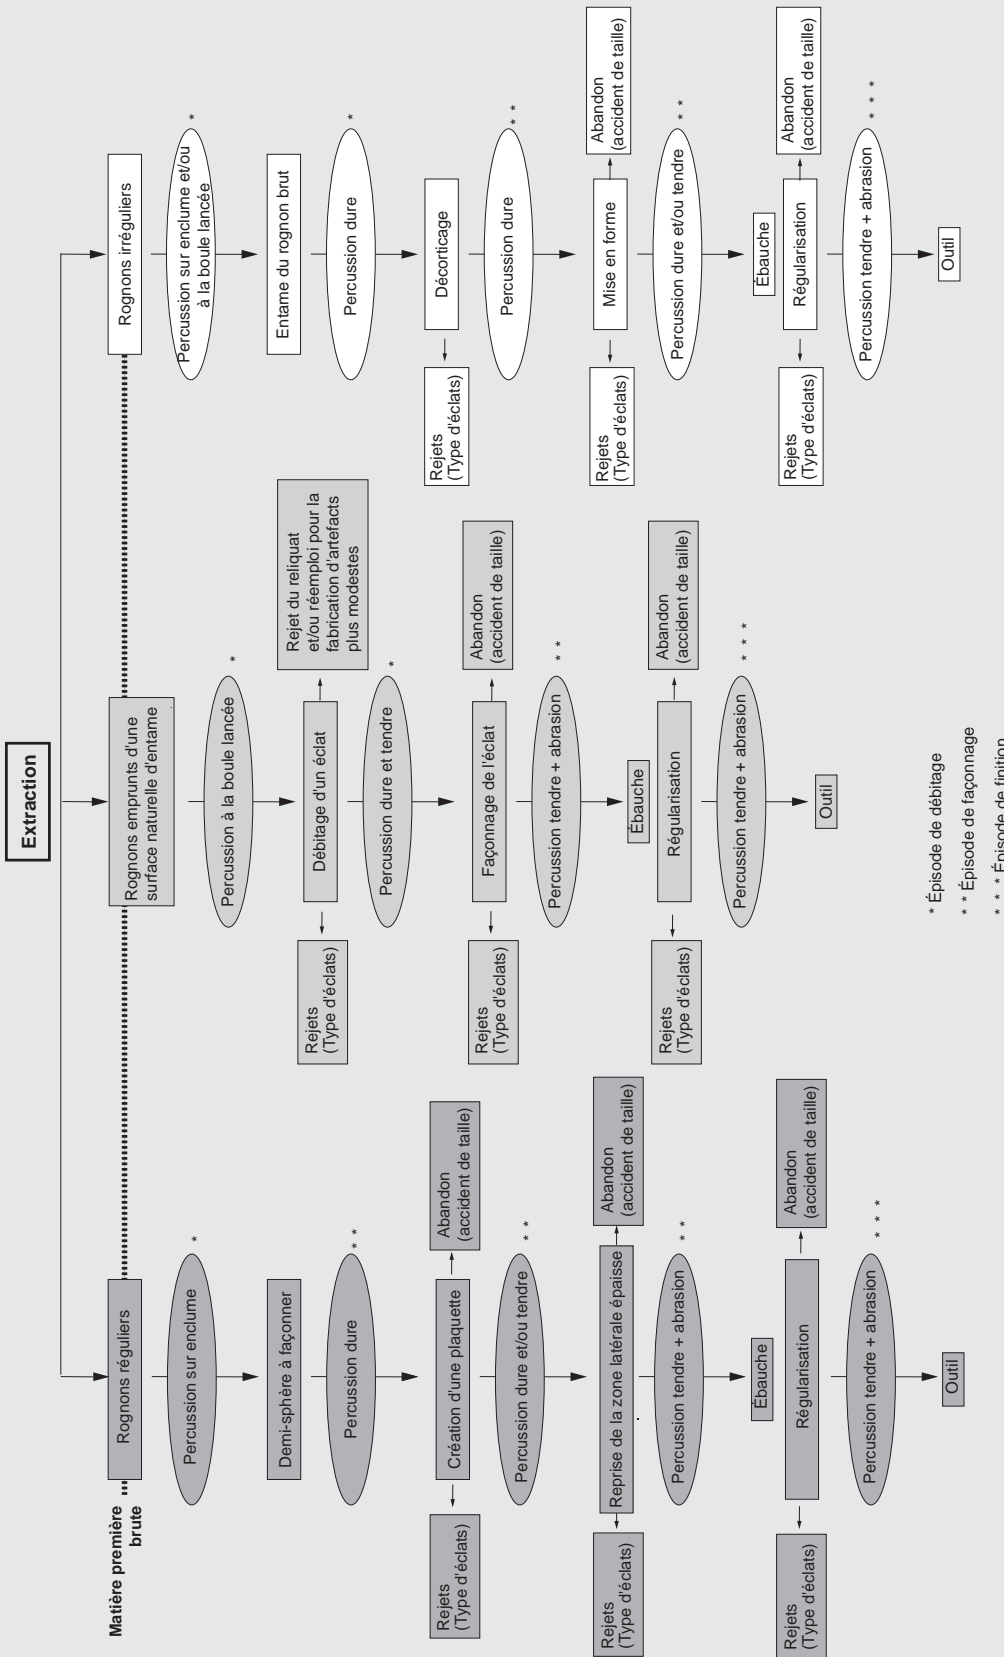 Extraction
Matière première
brute
Rognons réguliers
Percussion sur enclume
*
Demi-sphère à façonner
Percussion dure
* *
Rejets
(Type d'éclats)
Création d'une plaquette
Abandon
(accident de taille)
Percussion dure et/ou tendre
* *
Rejets
(Type d'éclats)
Reprise de la zone latérale épaisse
Abandon
(accident de taille)
Percussion tendre + abrasion
* *
Ébauche
Rejets
(Type d'éclats)
Régularisation
Abandon
(accident de taille)
Percussion tendre + abrasion
* * *
Outil
Rognons emprunts d'une
surface naturelle d'entame
Percussion à la boule lancée
*
Rejets
(Type d'éclats)
Débitage d'un éclat
Rejet du reliquat
et/ou réemploi pour la
fabrication d'artefacts
plus modestes
Percussion dure et tendre
*
Rejets
(Type d'éclats)
Façonnage de l'éclat
Abandon
(accident de taille)
Percussion tendre + abrasion
* *
Ébauche
Rejets
(Type d'éclats)
Régularisation
Abandon
(accident de taille)
Percussion tendre + abrasion
* * *
Outil
Rognons irréguliers
Percussion sur enclume et/ou
à la boule lancée
*
Entame du rognon brut
Percussion dure
*
Rejets
(Type d'éclats)
Décorticage
Percussion dure
* *
Rejets
(Type d'éclats)
Mise en forme
Abandon
(accident de taille)
Percussion dure et/ou tendre
* *
Ébauche
Rejets
(Type d'éclats)
Régularisation
Abandon
(accident de taille)
Percussion tendre + abrasion
* * *
Outil
* Épisode de débitage
* * Épisode de façonnage
* * * Épisode de finition